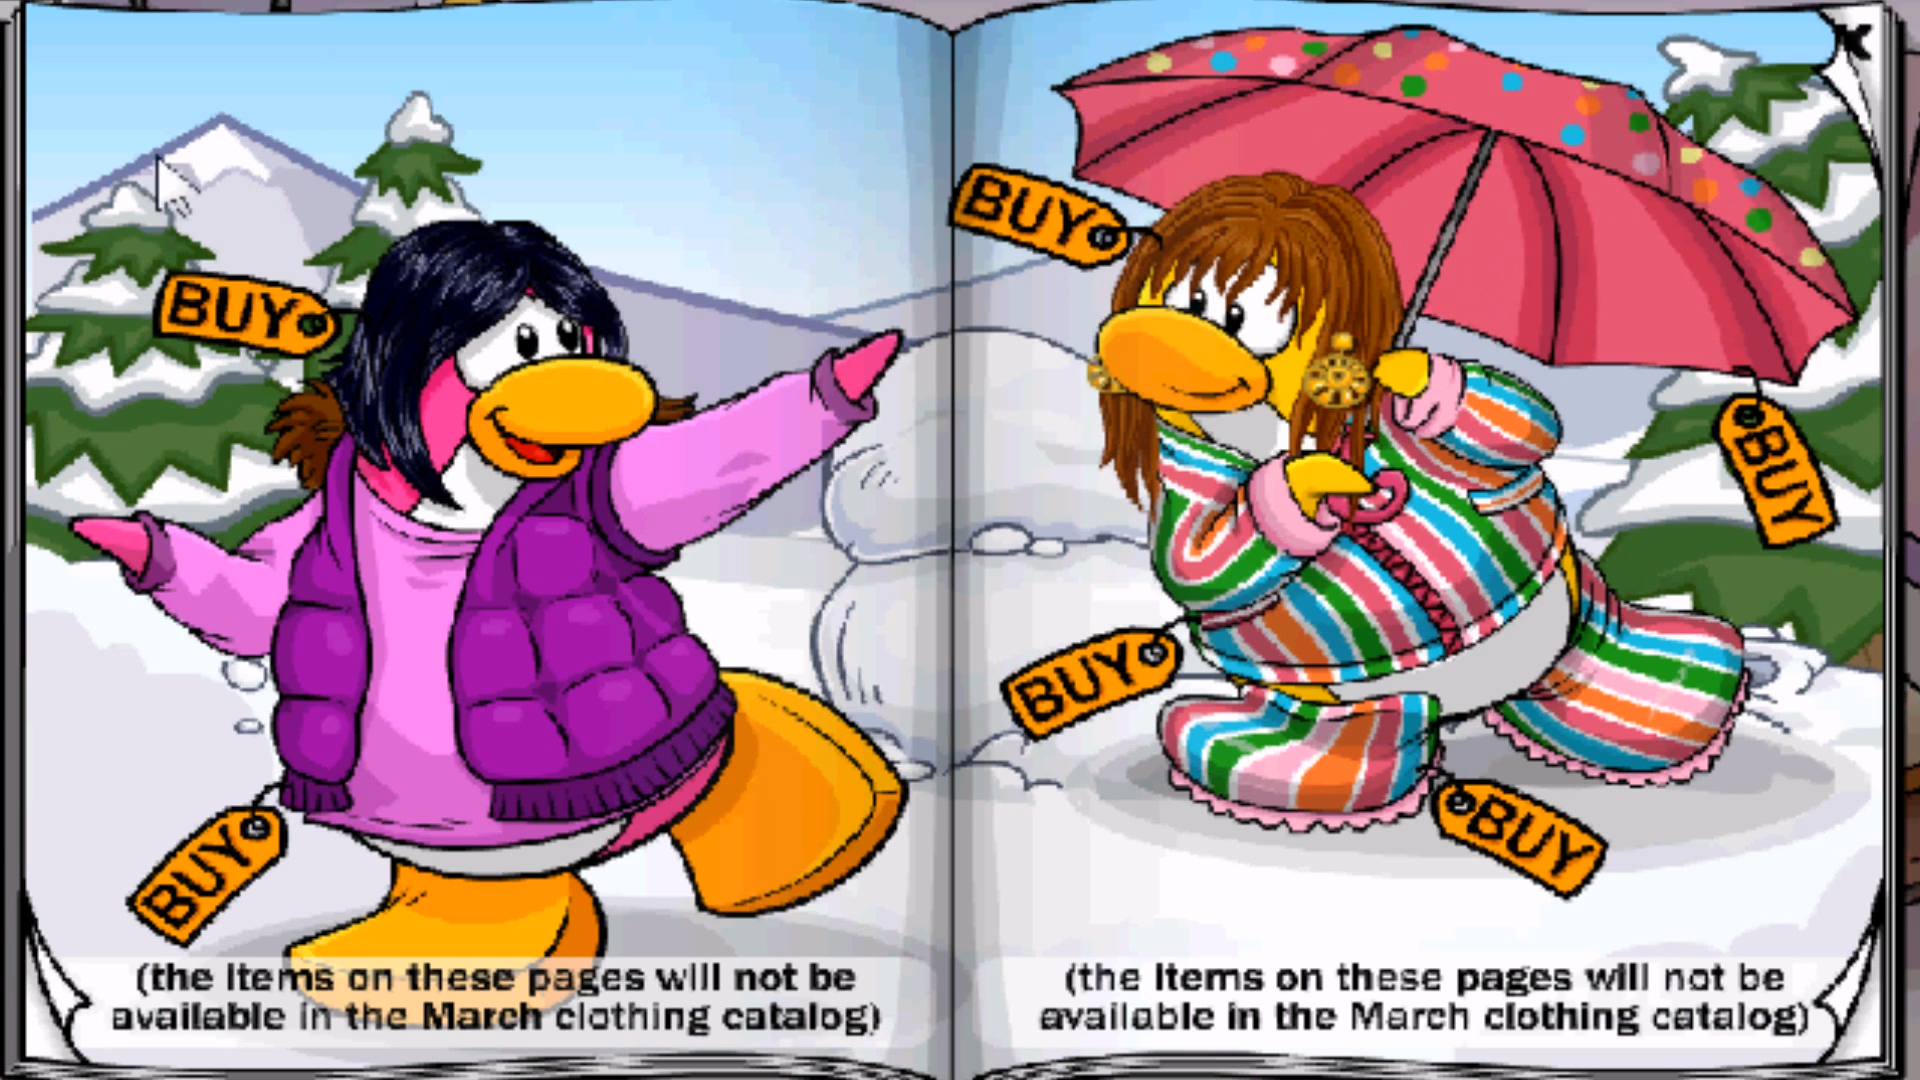 BUY
BUY
(the items on these pages will not be
available in the March clothing catalog)
BUY
BUY
BUY
BUY
(the items on these pages will not be
available in the March clothing catalog)